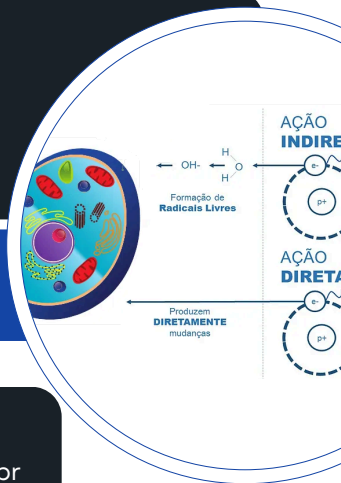 AÇÃO
INDIRE
H
OH-
O
H
e-
p+
Formação de
Radicais Livres
AÇÃO
DIRETA
e-
p+
Produzem
DIRETAMENTE
mudanças
or